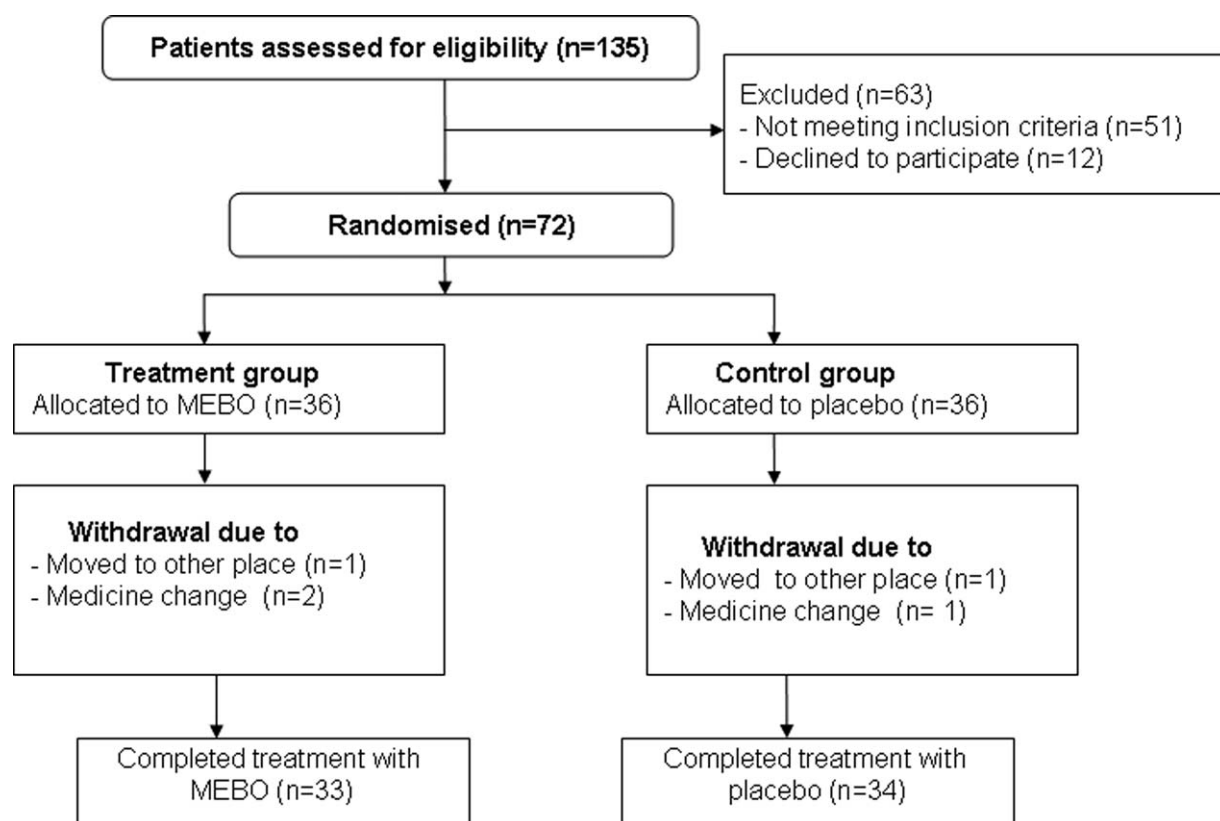 Patients assessed for eligibility (n=135)
Excluded (n=63)
- Not meeting inclusion criteria (n=51)
- Declined to participate (n=12)
Randomised (n=72)
Treatment group
Allocated to MEBO (n=36)
Control group
Allocated to placebo (n=36)
Withdrawal due to
- Moved to other place (n=1)
- Medicine change  (n=2)
Withdrawal due to
- Moved  to other place (n=1)
- Medicine change  (n= 1)
Completed treatment with
MEBO (n=33)
Completed treatment with
placebo (n=34)